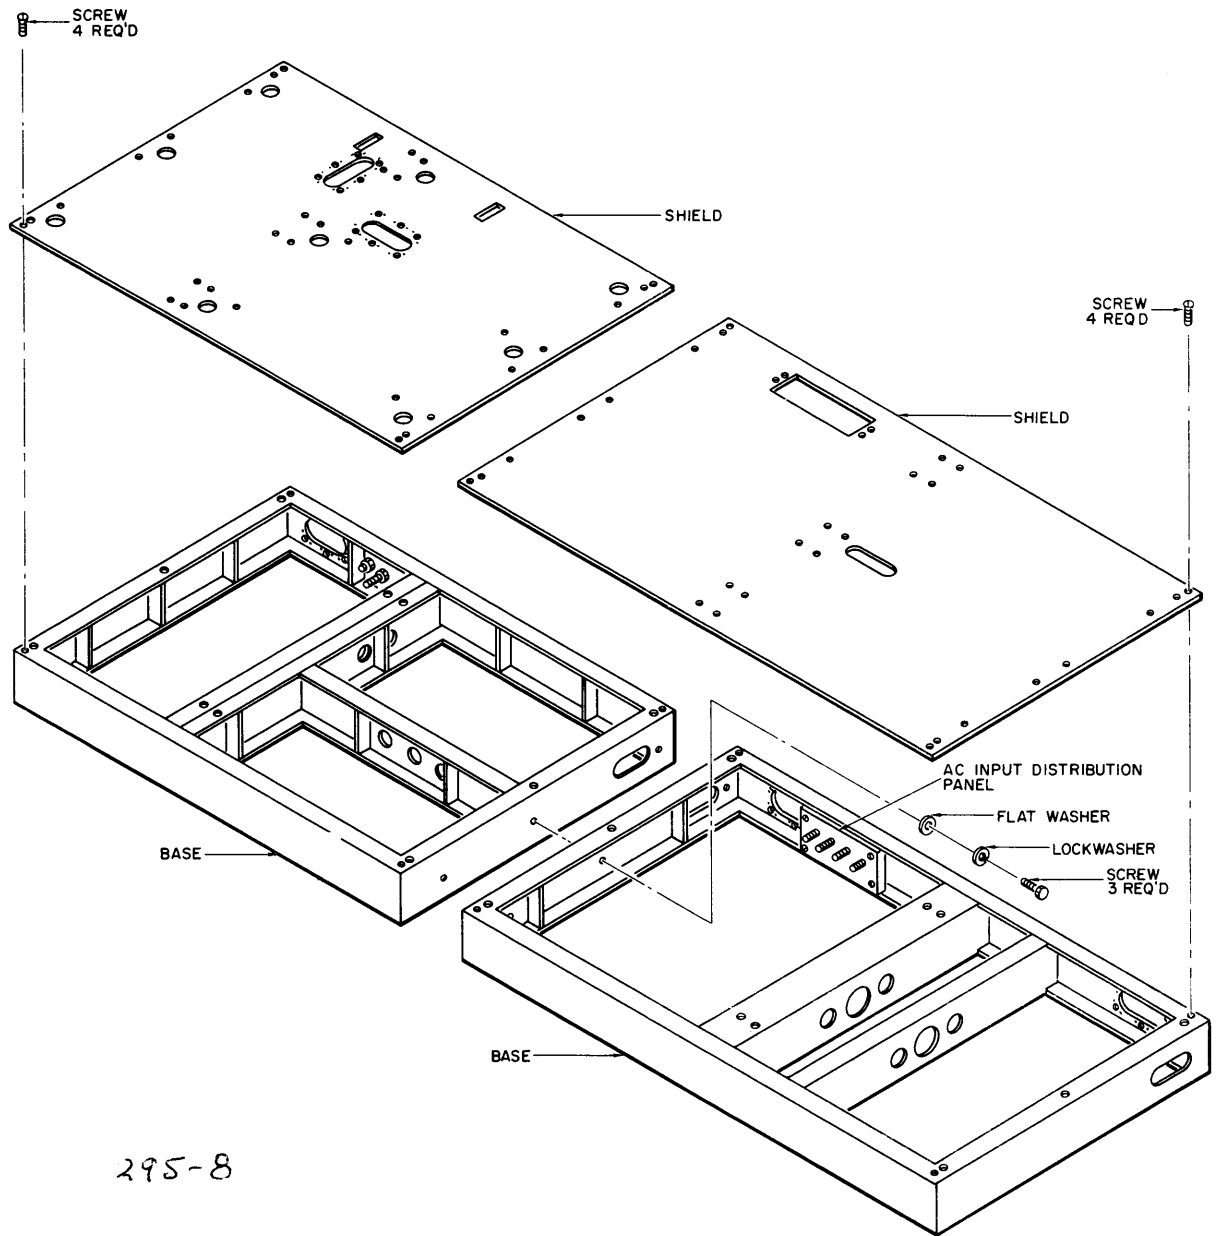 SCREW
4 REQ'D
SHIELD
SCREW
4 REQ'D
SHIELD
AC INPUT DISTRIBUTION
PANEL
FLAT WASHER
LOCKWASHER
SCREW
3 REQ'D
BASE
BASE
295-8